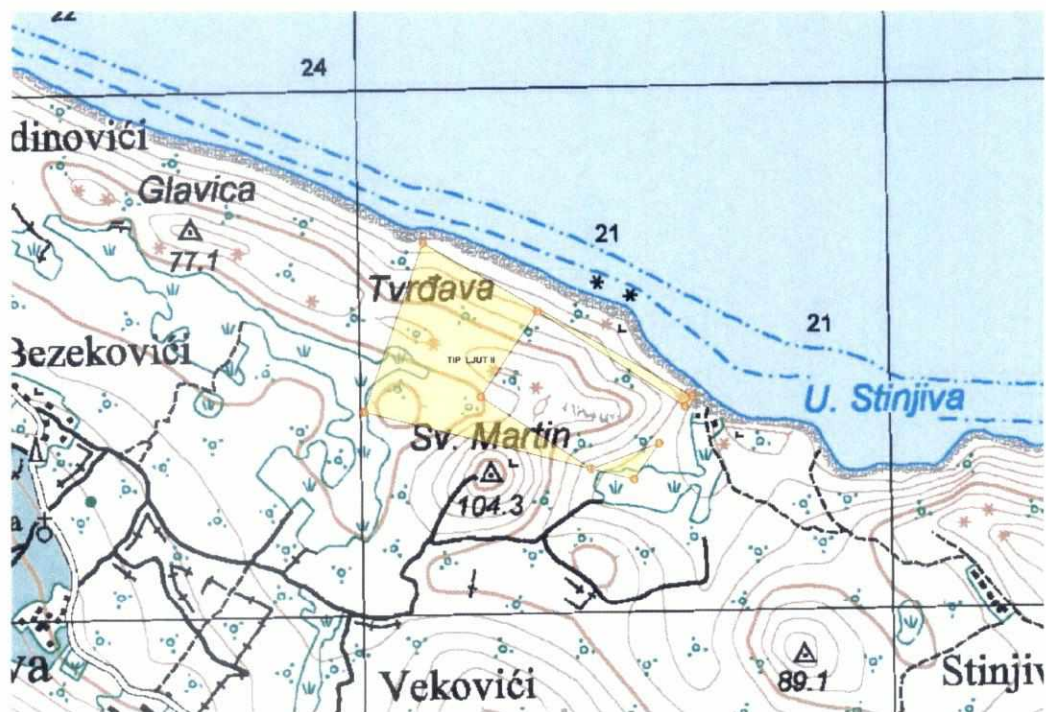 22
24
dinovići
Glavica
77.1
21
Tvrđava
21
Bezekovići
TIP LJUT II
U. Stinjiva
Sv. Martin
104.3
a
va
Vekovići
89.1
Stinjiv